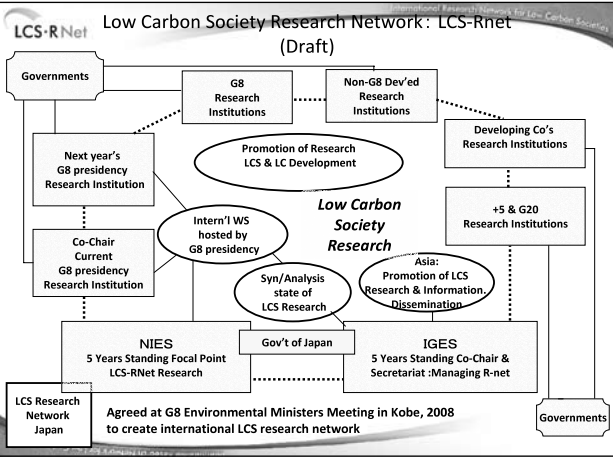 International Research Network for Low Carbon Societies
LCS·RNet
Low Carbon Society Research Network: LCS-Rnet
(Draft)
Governments
G8
Research
Institutions
Non-G8 Dev'ed
Research
Institutions
Developing Co's
Research Institutions
Promotion of Research
LCS & LC Development
Next year's
G8 presidency
Research Institution
Low Carbon
Society
Research
+5 & G20
Research Institutions
Intern'l WS
hosted by
G8 presidency
Co-Chair
Current
G8 presidency
Research Institution
Syn/Analysis
state of
LCS Research
Asia:
Promotion of LCS
Research & Information.
Dissemination
NIES
5 Years Standing Focal Point
LCS-RNet Research
Gov't of Japan
IGES
5 Years Standing Co-Chair &
Secretariat :Managing R-net
LCS Research
Network
Japan
Agreed at G8 Environmental Ministers Meeting in Kobe, 2008
to create international LCS research network
Governments